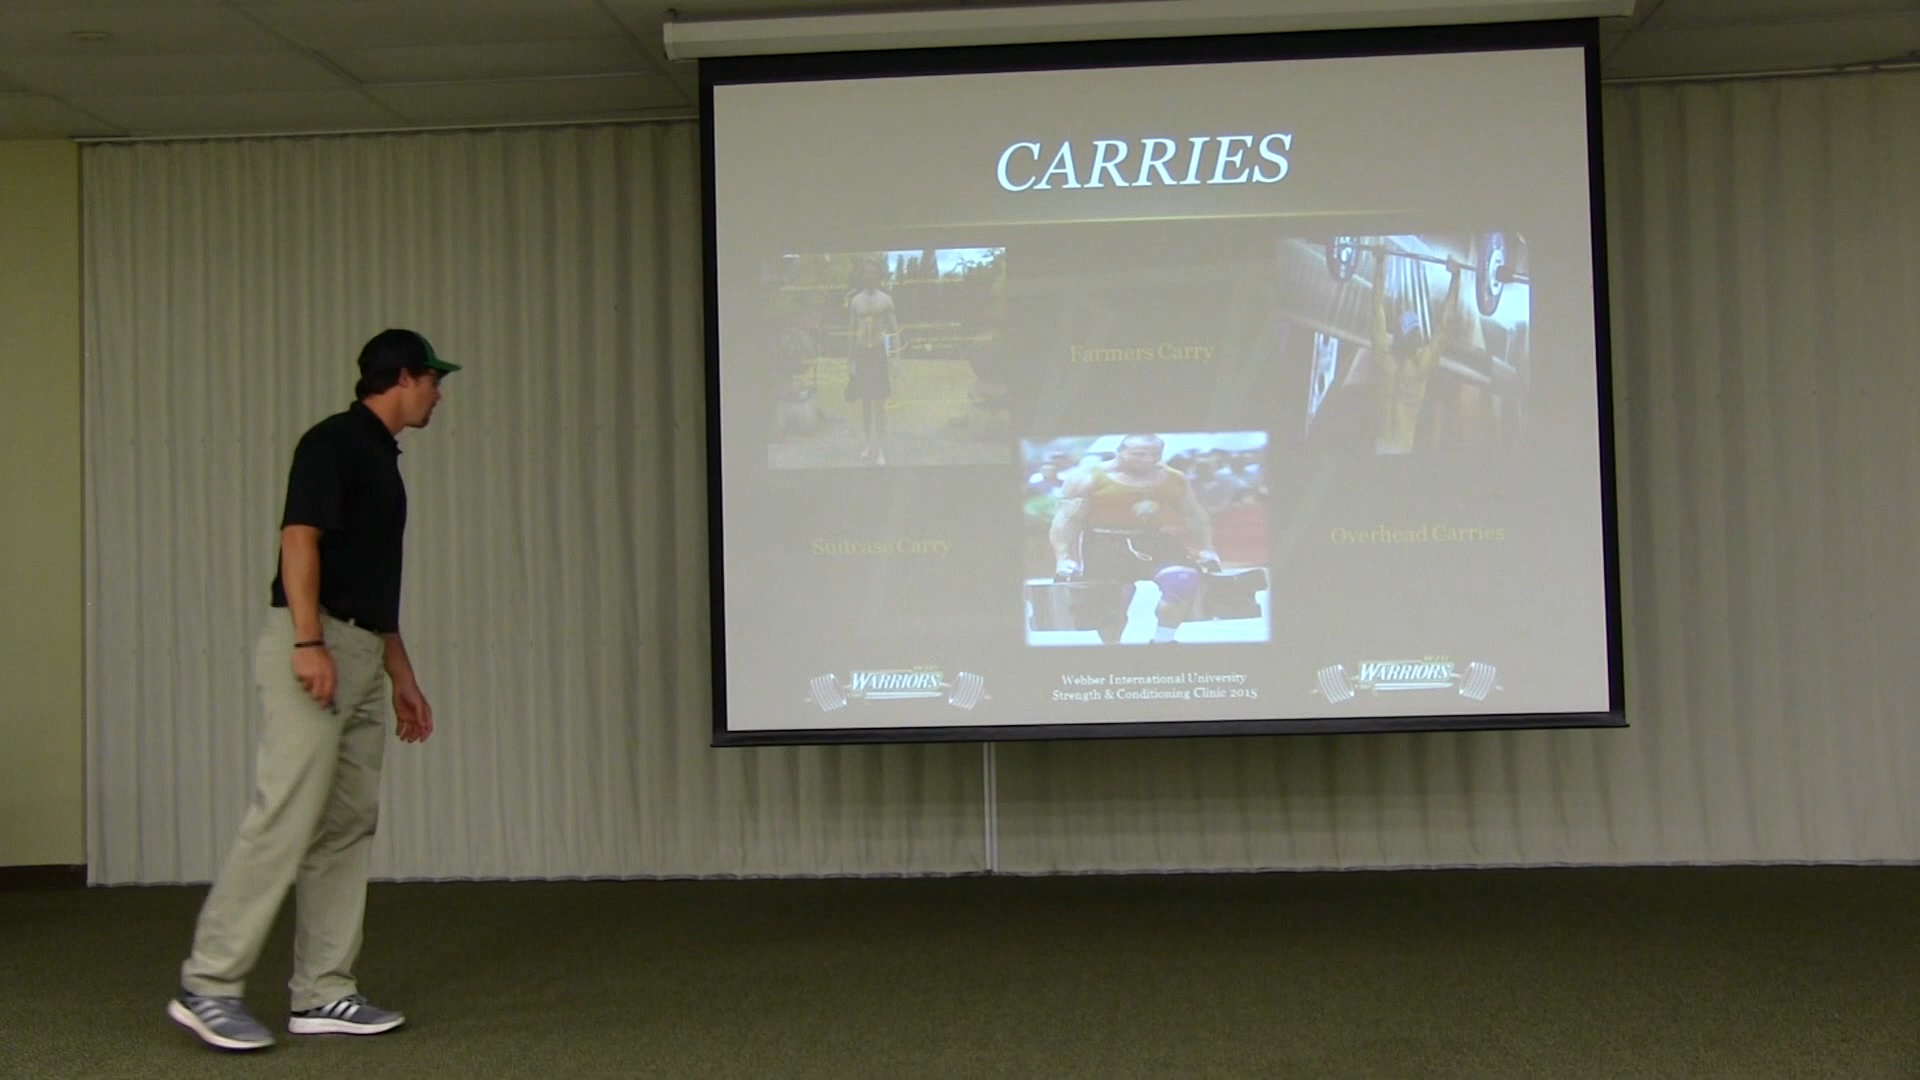 CARRIES
Farmers Carry
Suitcase Carry
Overhead Carries
WARRIORS
Webber International University
Strength & Conditioning Clinic 2015
WARRIORS